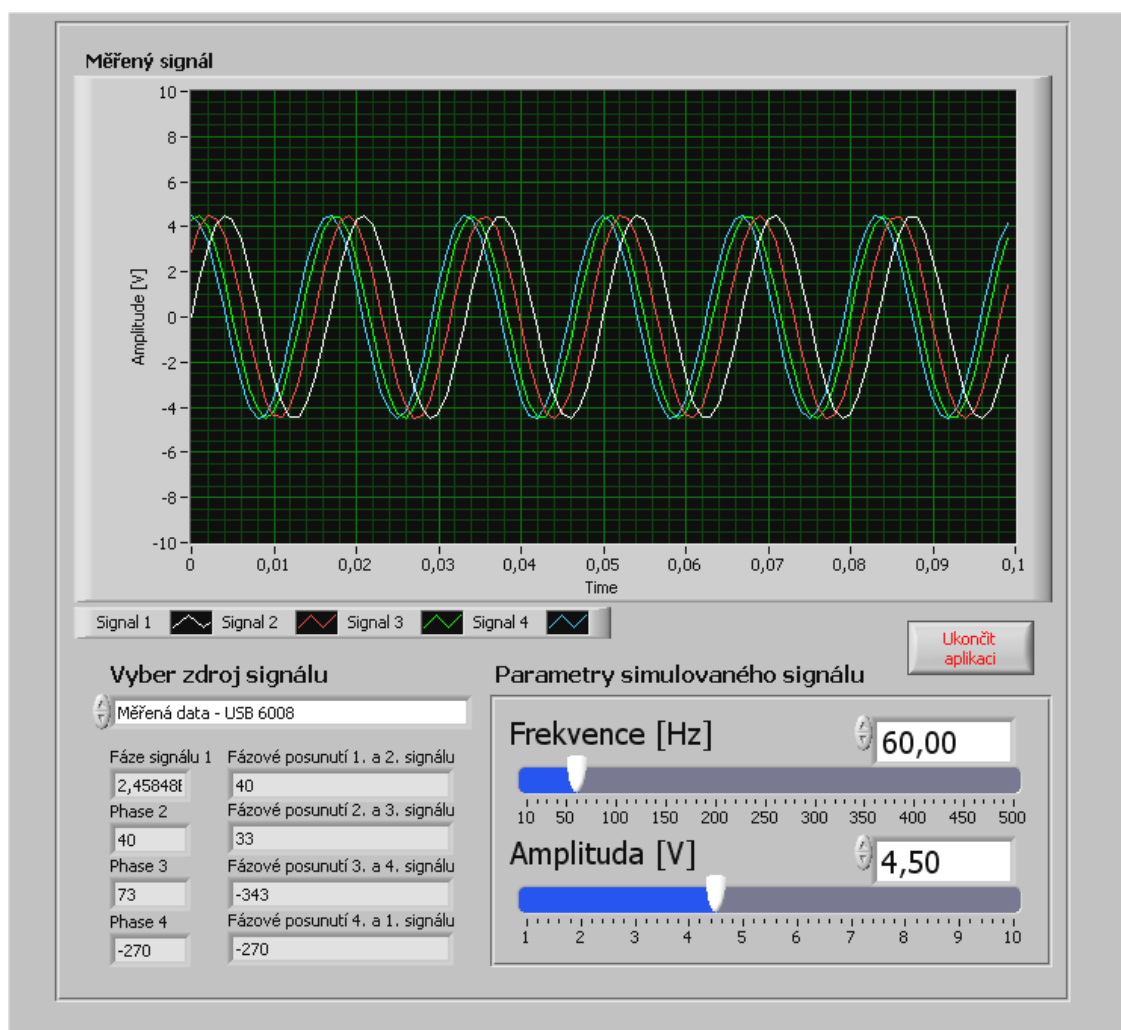 Měřený signál
Amplitude [V]
10
8
6
4
2
0
-2
-4
-6
-8
-10
0 0,01 0,02 0,03 0,04 0,05 0,06 0,07 0,08 0,09 0,1
Time
Signal 1 Signal 2 Signal 3 Signal 4
Ukončit
aplikaci
Vyber zdroj signálu
Měřená data - USB 6008
Fáze signálu 1 Fázové posunutí 1. a 2. signálu
2,45848E 40
Phase 2 Fázové posunutí 2. a 3. signálu
40 33
Phase 3 Fázové posunutí 3. a 4. signálu
73 -343
Phase 4 Fázové posunutí 4. a 1. signálu
-270 -270
Parametry simulovaného signálu
Frekvence [Hz] 60,00
10 50 100 150 200 250 300 350 400 450 500
Amplituda [V] 4,50
1 2 3 4 5 6 7 8 9 10